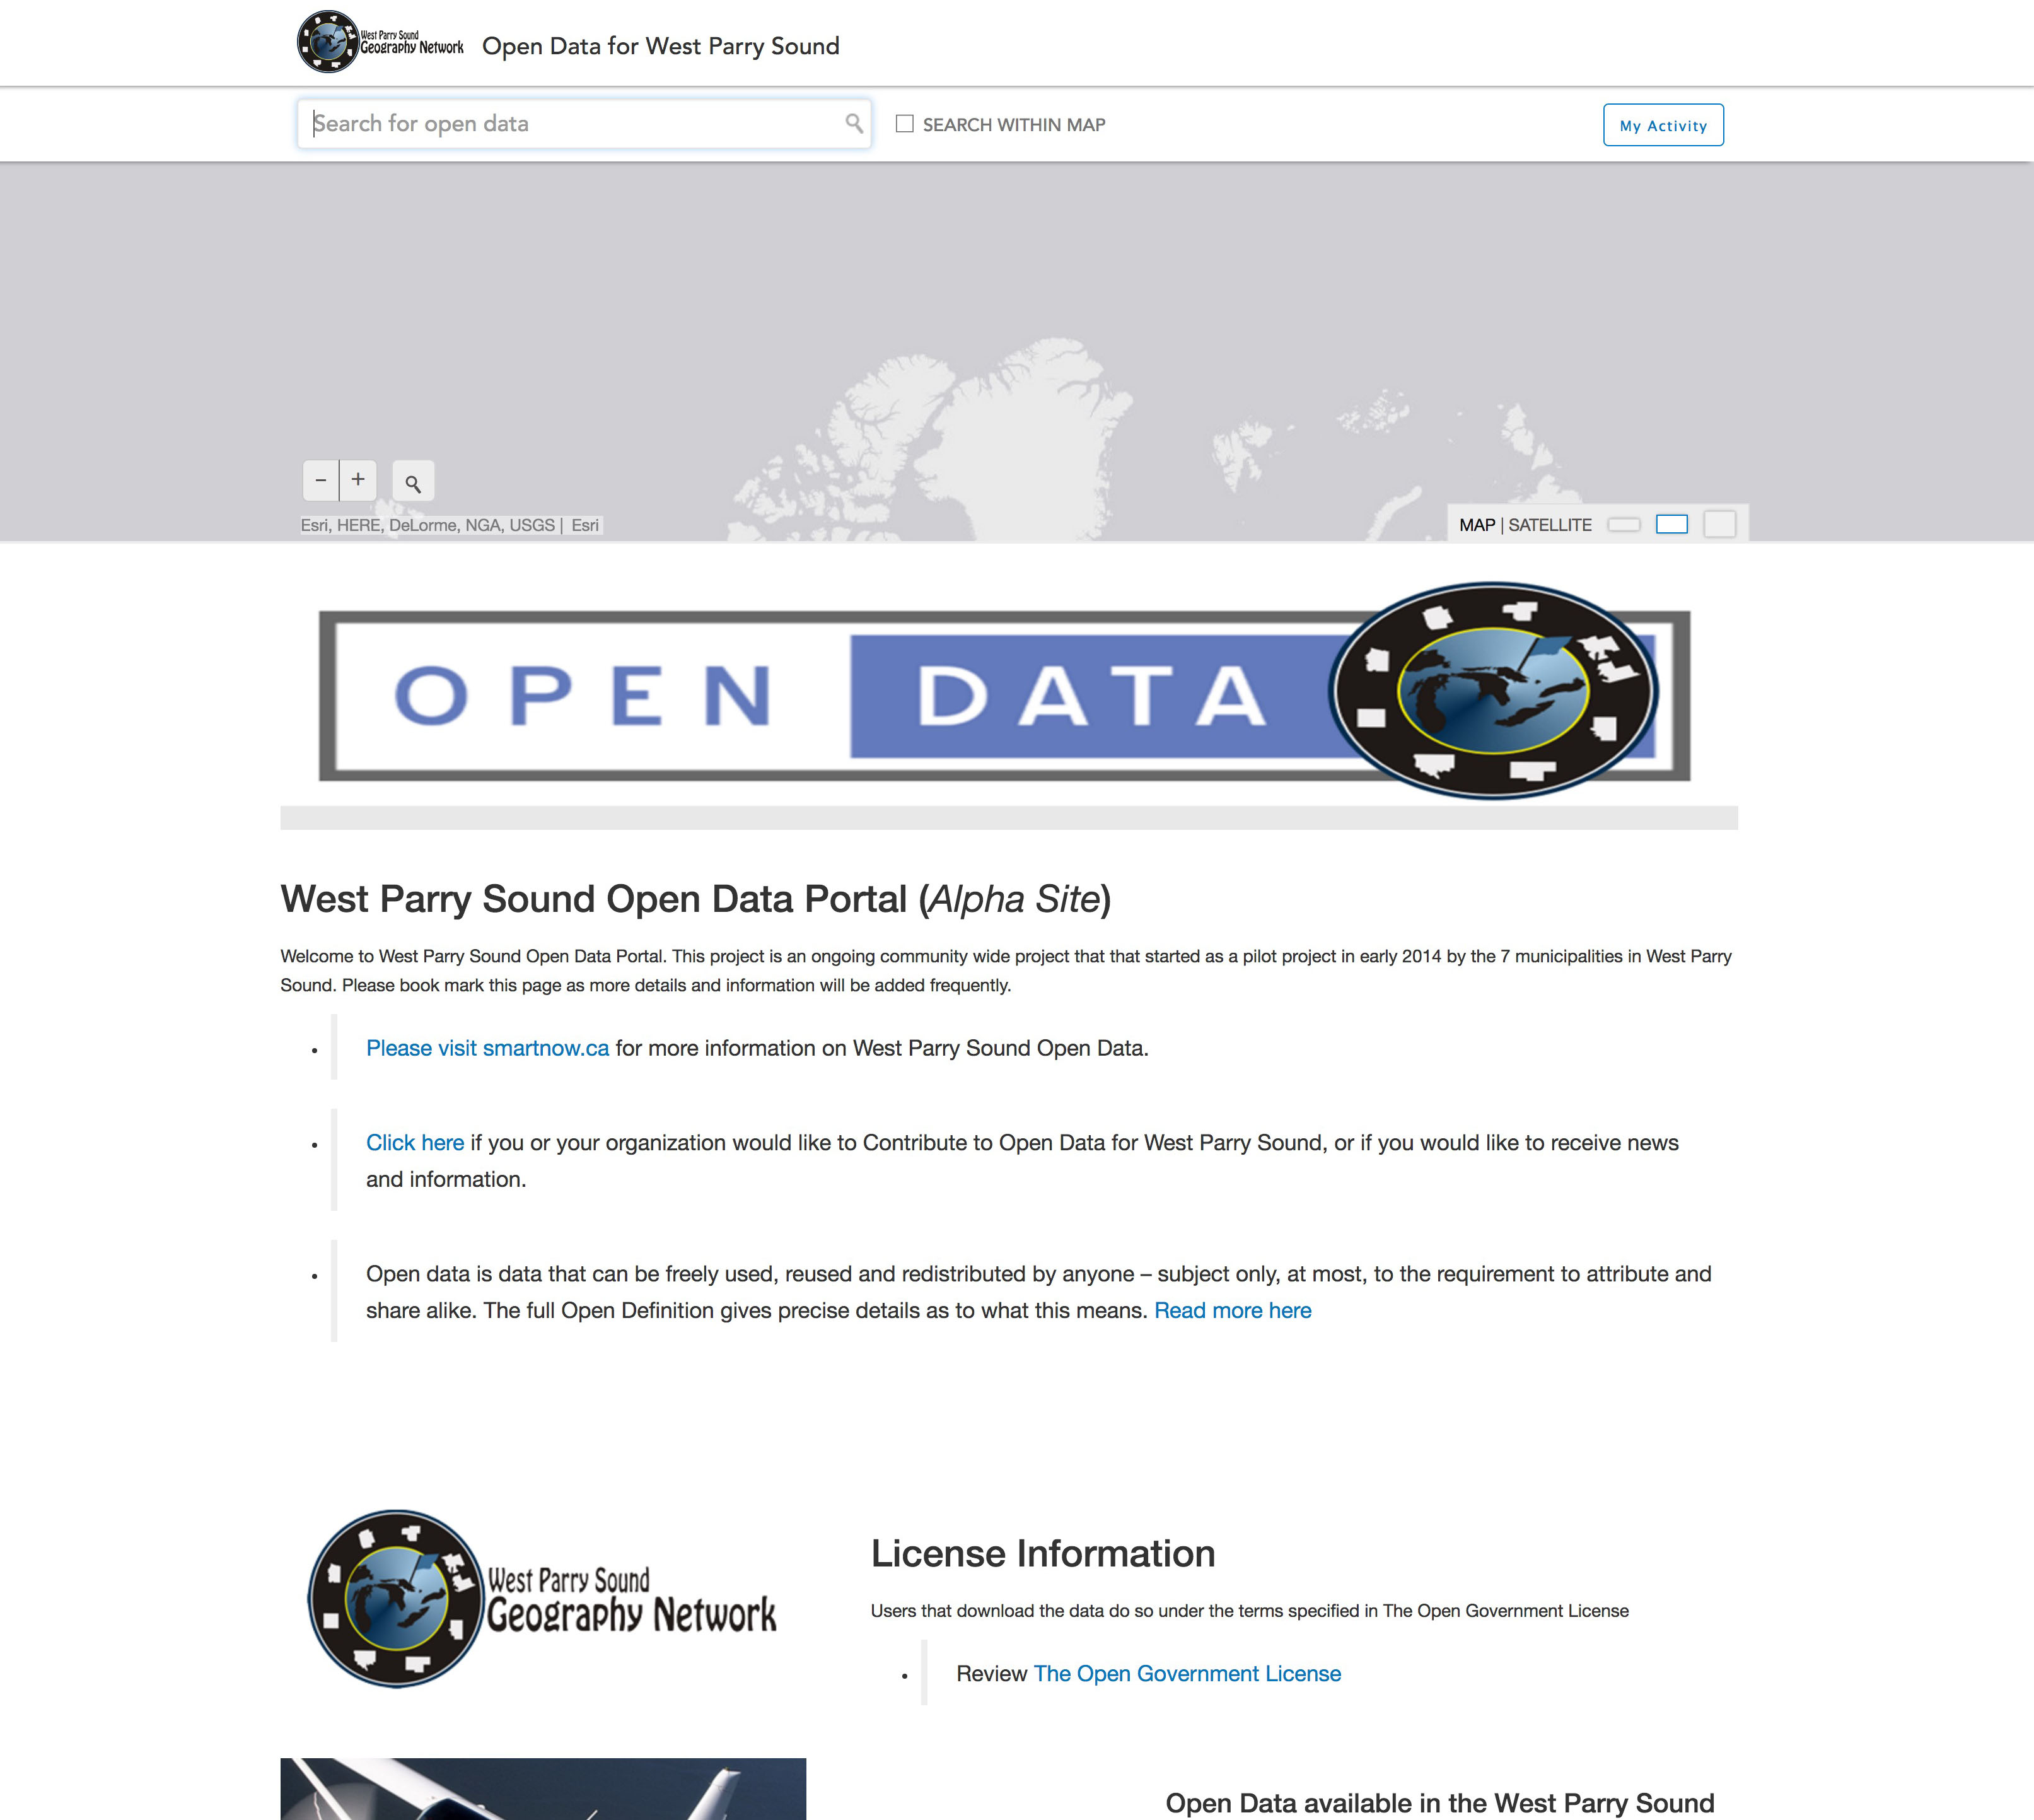 West Parry Sound
Geography Network
Open Data for West Parry Sound
Search for open data
SEARCH WITHIN MAP
My Activity
− +
Esri, HERE, DeLorme, NGA, USGS | Esri
MAP | SATELLITE
OPEN DATA
West Parry Sound Open Data Portal (Alpha Site)
Welcome to West Parry Sound Open Data Portal. This project is an ongoing community wide project that that started as a pilot project in early 2014 by the 7 municipalities in West Parry
Sound. Please book mark this page as more details and information will be added frequently.
• Please visit smartnow.ca for more information on West Parry Sound Open Data.
• Click here if you or your organization would like to Contribute to Open Data for West Parry Sound, or if you would like to receive news
and information.
• Open data is data that can be freely used, reused and redistributed by anyone – subject only, at most, to the requirement to attribute and
share alike. The full Open Definition gives precise details as to what this means. Read more here
West Parry Sound
Geography Network
License Information
Users that download the data do so under the terms specified in The Open Government License
• Review The Open Government License
Open Data available in the West Parry Sound